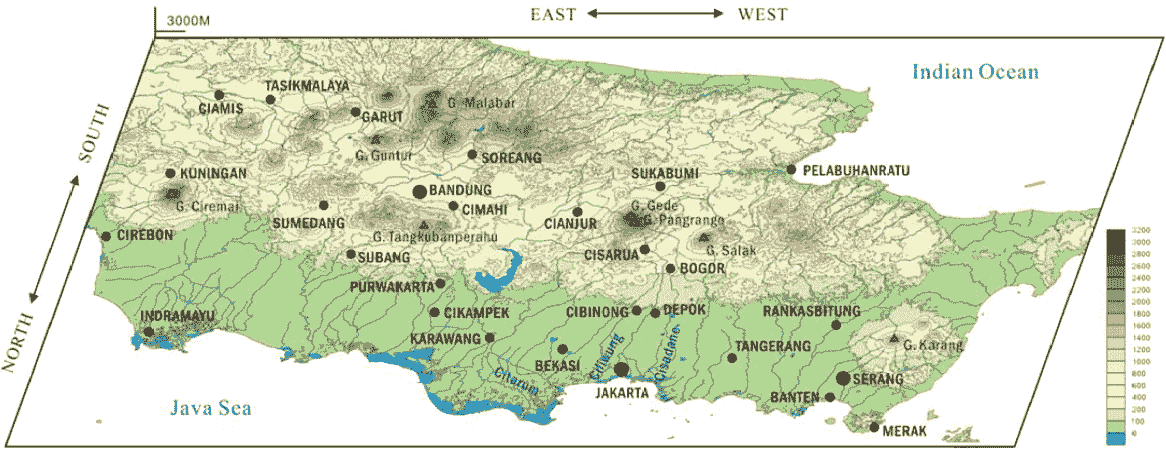 EAST WEST
3000M
Indian Ocean
TASIKMALAYA
CIAMIS
G. Malabar
GARUT
SOUTH
G. Guntur
SOREANG
KUNINGAN
SUKABUMI
PELABUHANRATU
BANDUNG
G. Ciremai
SUMEDANG
CIMAHI
G. Gede
CIANJUR
G. Pangrango
CIREBON
G. Tangkubanperahu
G. Salak
SUBANG
CISARUA
BOGOR
3200
3000
2800
2600
2400
2200
2000
1800
1600
1400
1200
1000
800
600
400
200
100
0
PURWAKARTA
NORTH
INDRAMAYU
CIKAMPEK
CIBINONG
DEPOK
RANKASBITUNG
KARAWANG
TANGERANG
G. Karang
BEKASI
Ciliwung
Cisadane
Citarum
JAKARTA
SERANG
Java Sea
BANTEN
MERAK